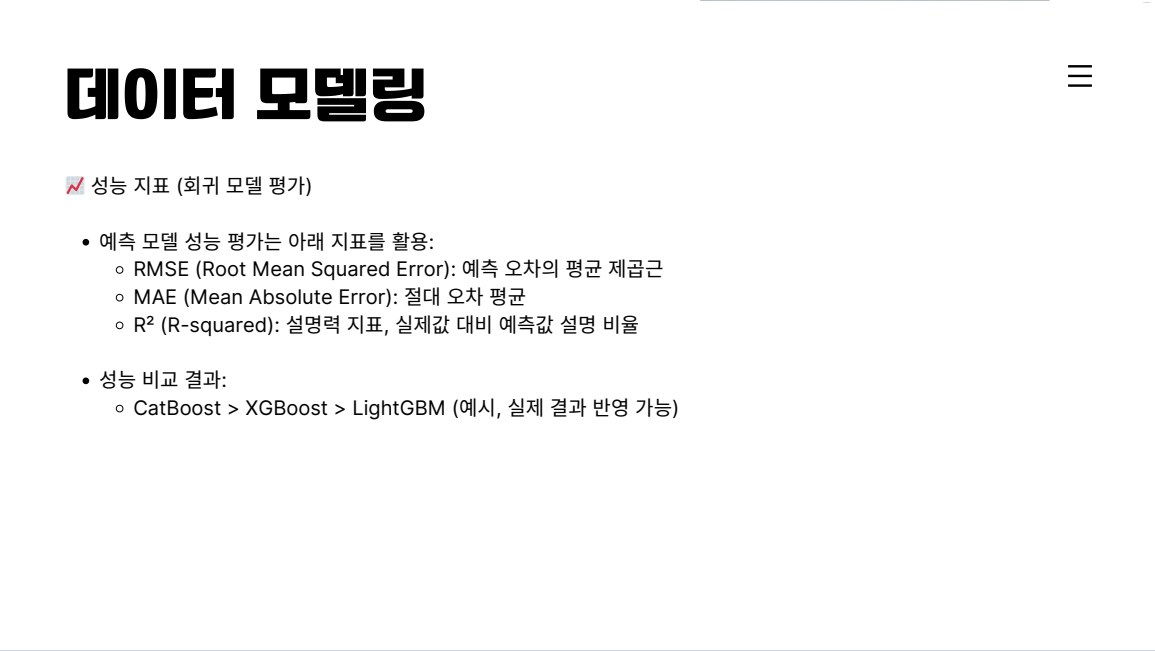 데이터 모델링
📈 성능 지표 (회귀 모델 평가)
• 예측 모델 성능 평가는 아래 지표를 활용:
○ RMSE (Root Mean Squared Error): 예측 오차의 평균 제곱근
○ MAE (Mean Absolute Error): 절대 오차 평균
○ R² (R-squared): 설명력 지표, 실제값 대비 예측값 설명 비율
• 성능 비교 결과:
○ CatBoost > XGBoost > LightGBM (예시, 실제 결과 반영 가능)